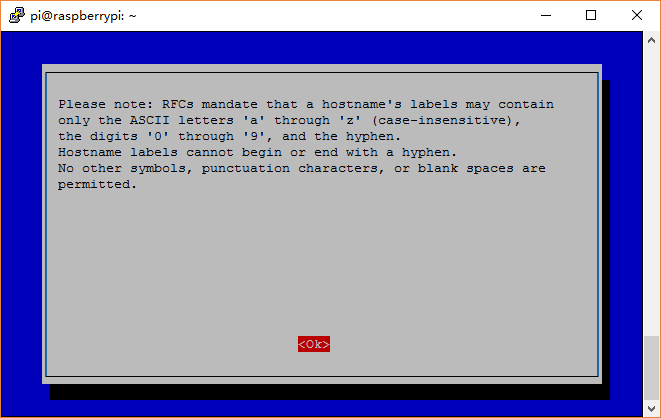 pi@raspberrypi: ~
Please note: RFCs mandate that a hostname's labels may contain
only the ASCII letters 'a' through 'z' (case-insensitive),
the digits '0' through '9', and the hyphen.
Hostname labels cannot begin or end with a hyphen.
No other symbols, punctuation characters, or blank spaces are
permitted.
<Ok>